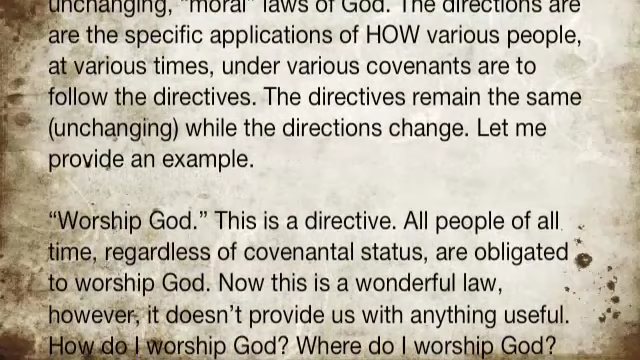 unchanging, "moral" laws of God. The directions are
are the specific applications of HOW various people,
at various times, under various covenants are to
follow the directives. The directives remain the same
(unchanging) while the directions change. Let me
provide an example.
“Worship God.” This is a directive. All people of all
time, regardless of covenantal status, are obligated
to worship God. Now this is a wonderful law,
however, it doesn’t provide us with anything useful.
How do I worship God? Where do I worship God?